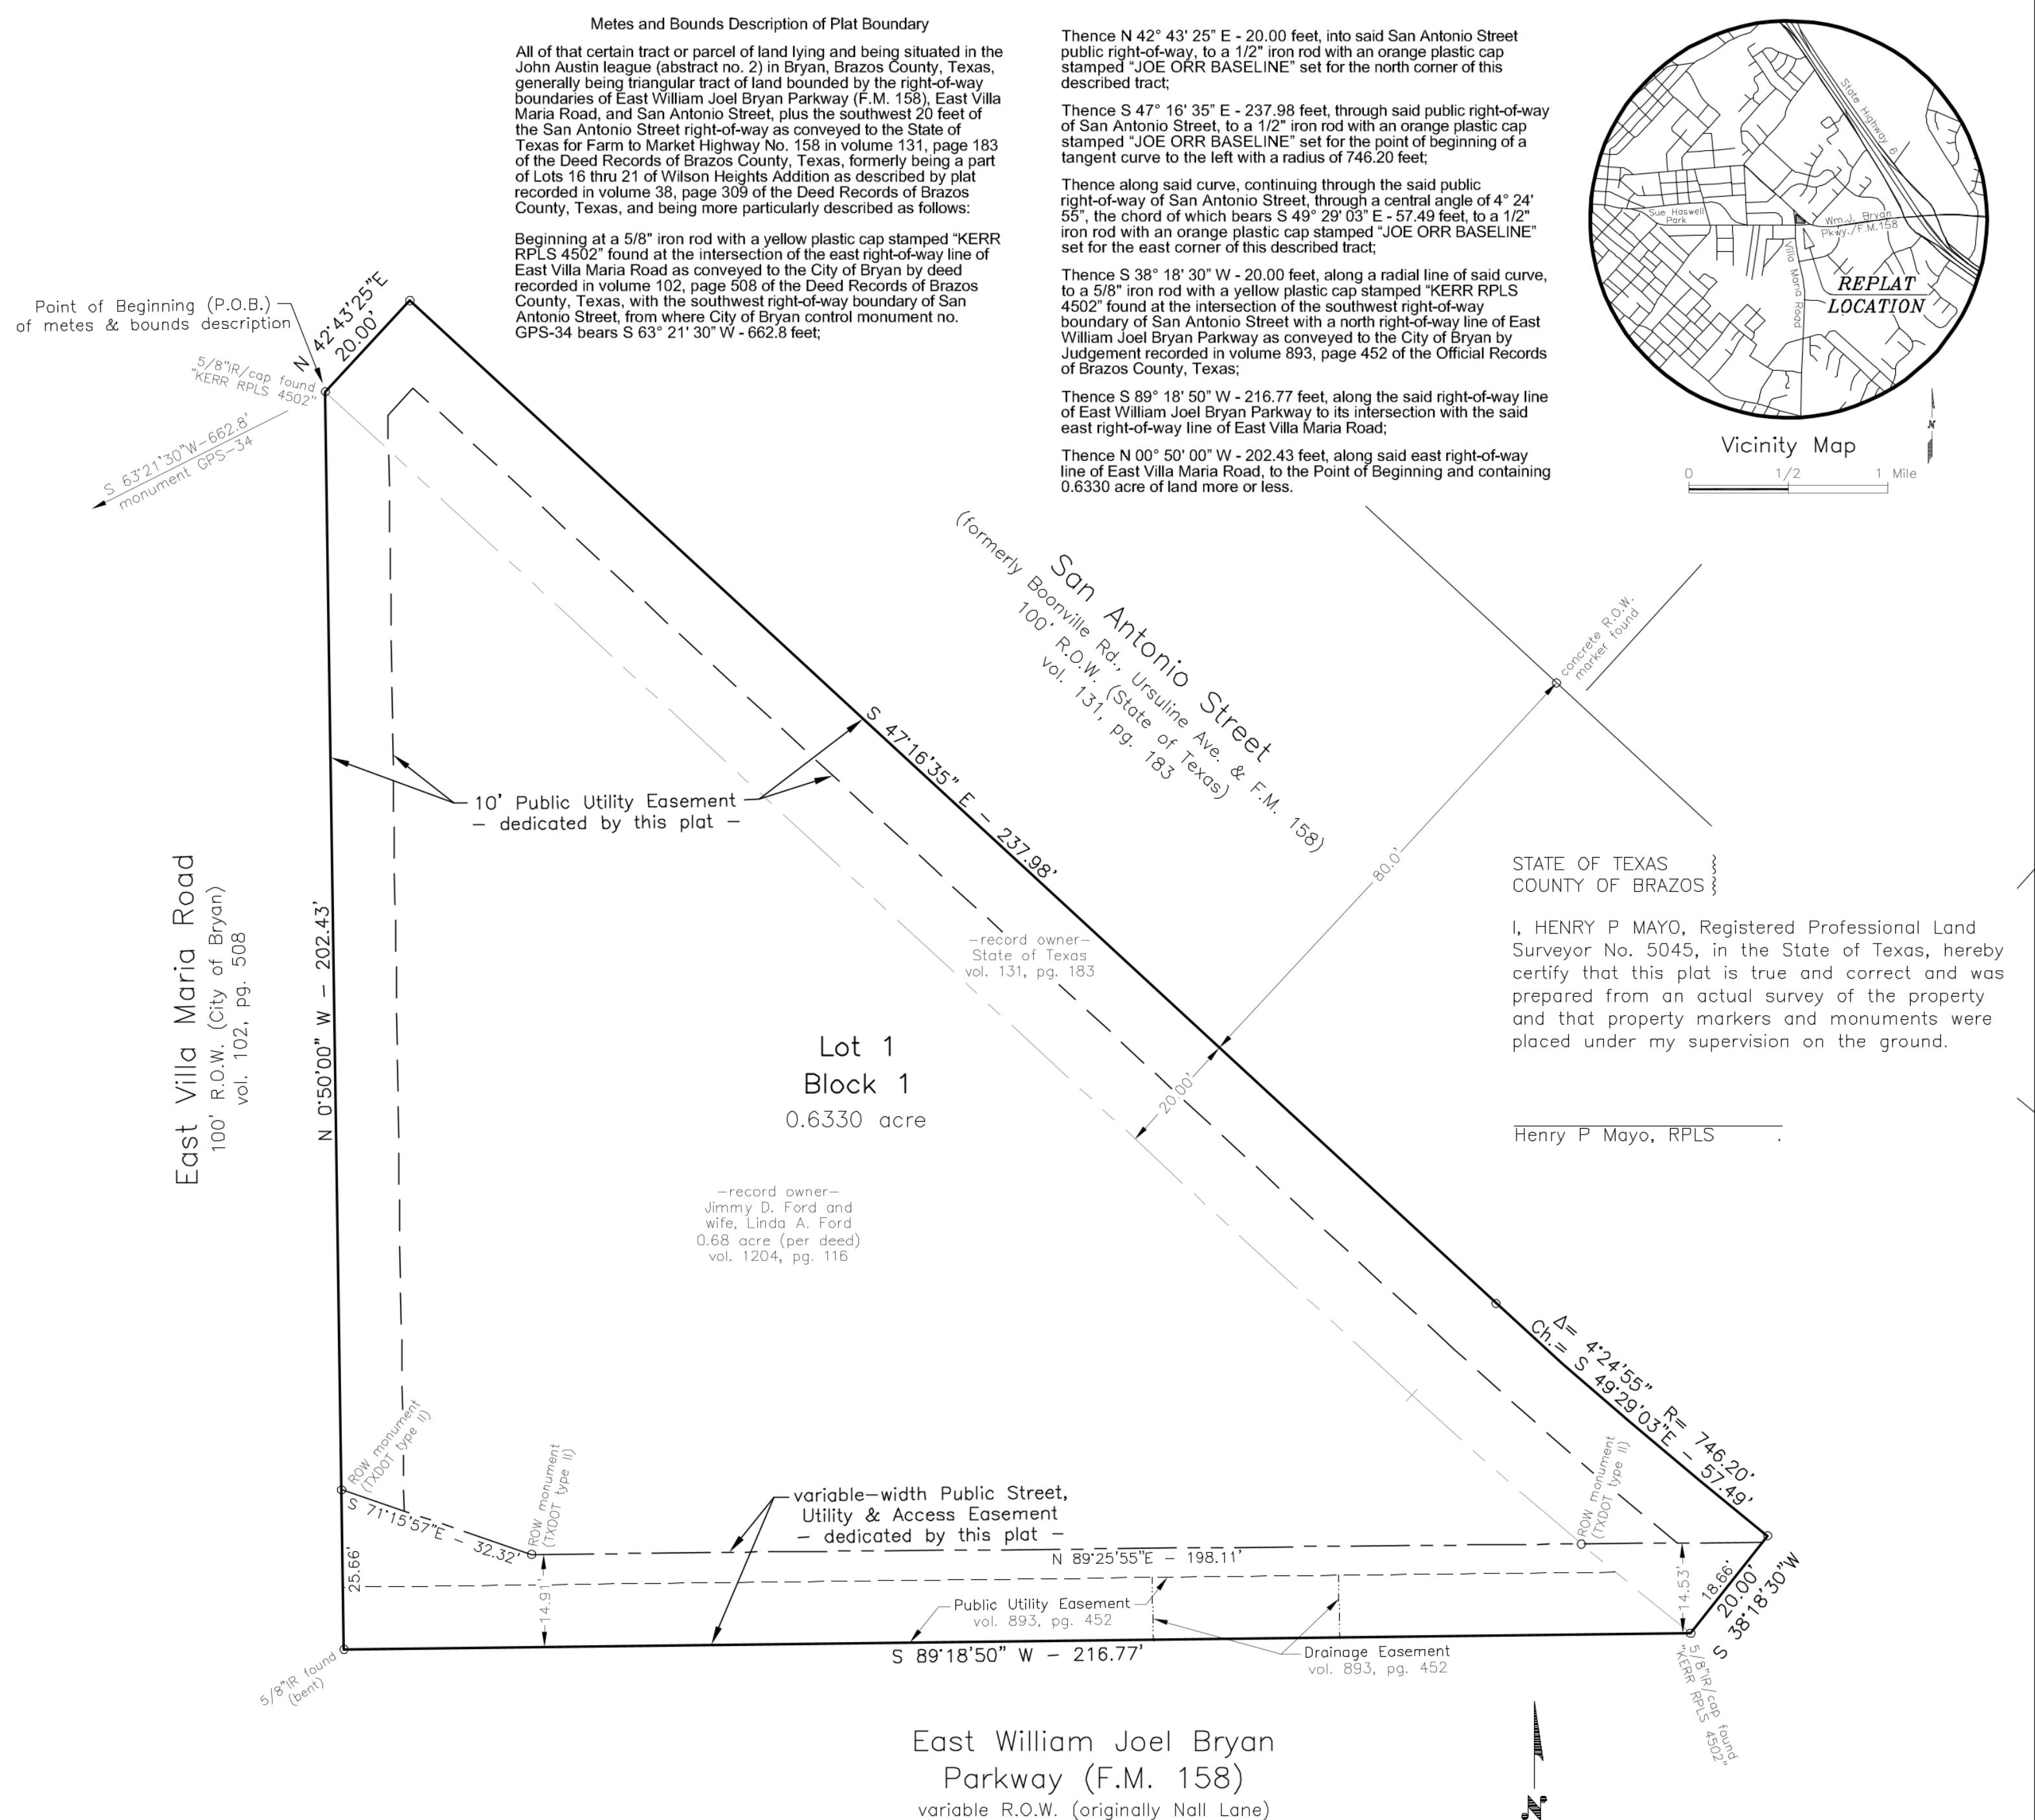 Metes and Bounds Description of Plat Boundary
All of that certain tract or parcel of land lying and being situated in the
John Austin league (abstract no. 2) in Bryan, Brazos County, Texas,
generally being triangular tract of land bounded by the right-of-way
boundaries of East William Joel Bryan Parkway (F.M. 158), East Villa
Maria Road, and San Antonio Street, plus the southwest 20 feet of
the San Antonio Street right-of-way as conveyed to the State of
Texas for Farm to Market Highway No. 158 in volume 131, page 183
of the Deed Records of Brazos County, Texas, formerly being a part
of Lots 16 thru 21 of Wilson Heights Addition as described by plat
recorded in volume 38, page 309 of the Deed Records of Brazos
County, Texas, and being more particularly described as follows:
Beginning at a 5/8" iron rod with a yellow plastic cap stamped “KERR
RPLS 4502” found at the intersection of the east right-of-way line of
East Villa Maria Road as conveyed to the City of Bryan by deed
recorded in volume 102, page 508 of the Deed Records of Brazos
County, Texas, with the southwest right-of-way boundary of San
Antonio Street, from where City of Bryan control monument no.
GPS-34 bears S 63° 21' 30” W - 662.8 feet;
Thence N 42° 43' 25” E - 20.00 feet, into said San Antonio Street
public right-of-way, to a 1/2" iron rod with an orange plastic cap
stamped “JOE ORR BASELINE” set for the north corner of this
described tract;
Thence S 47° 16' 35” E - 237.98 feet, through said public right-of-way
of San Antonio Street, to a 1/2" iron rod with an orange plastic cap
stamped “JOE ORR BASELINE” set for the point of beginning of a
tangent curve to the left with a radius of 746.20 feet;
Thence along said curve, continuing through the said public
right-of-way of San Antonio Street, through a central angle of 4° 24'
55”, the chord of which bears S 49° 29' 03” E - 57.49 feet, to a 1/2"
iron rod with an orange plastic cap stamped “JOE ORR BASELINE”
set for the east corner of this described tract;
Thence S 38° 18' 30” W - 20.00 feet, along a radial line of said curve,
to a 5/8" iron rod with a yellow plastic cap stamped “KERR RPLS
4502” found at the intersection of the southwest right-of-way
boundary of San Antonio Street with a north right-of-way line of East
William Joel Bryan Parkway as conveyed to the City of Bryan by
Judgement recorded in volume 893, page 452 of the Official Records
of Brazos County, Texas;
Thence S 89° 18' 50” W - 216.77 feet, along the said right-of-way line
of East William Joel Bryan Parkway to its intersection with the said
east right-of-way line of East Villa Maria Road;
Thence N 00° 50' 00” W - 202.43 feet, along said east right-of-way
line of East Villa Maria Road, to the Point of Beginning and containing
0.6330 acre of land more or less.
State Highway 6
Sue Haswell
Park
Wm.J. Bryan
Pkwy./F.M.158
Villa Maria Road
REPLAT
LOCATION
Vicinity Map
N
0 1/2 1 Mile
Point of Beginning (P.O.B.)
of metes & bounds description
N 42°43'25"E
20.00'
5/8"IR/cap found
"KERR RPLS 4502"
S 63°21'30"W-662.8'
monument GPS-34
San Antonio Street
(formerly Boonville Rd., Ursuline Ave. & F.M. 158)
100' R.O.W. (State of Texas)
vol. 131, pg. 183
concrete R.O.W.
marker found
80.0'
S 47°16'35" E - 237.98'
10' Public Utility Easement
- dedicated by this plat -
STATE OF TEXAS
COUNTY OF BRAZOS
I, HENRY P MAYO, Registered Professional Land
Surveyor No. 5045, in the State of Texas, hereby
certify that this plat is true and correct and was
prepared from an actual survey of the property
and that property markers and monuments were
placed under my supervision on the ground.
Henry P Mayo, RPLS .
East Villa Maria Road
100' R.O.W. (City of Bryan)
vol. 102, pg. 508
N 0°50'00" W - 202.43'
-record owner-
State of Texas
vol. 131, pg. 183
Lot 1
Block 1
0.6330 acre
20.00'
-record owner-
Jimmy D. Ford and
wife, Linda A. Ford
0.68 acre (per deed)
vol. 1204, pg. 116
Δ= 4°24'55" R= 746.20'
Ch.= S 49°29'03"E - 57.49'
ROW monument
(TXDOT type II)
S 71°15'57"E - 32.32'
ROW monument
(TXDOT type II)
variable-width Public Street,
Utility & Access Easement
- dedicated by this plat -
ROW monument
(TXDOT type II)
N 89°25'55"E - 198.11'
25.66'
14.91'
14.53'
18.66'
20.00'
S 38°18'30"W
Public Utility Easement
vol. 893, pg. 452
Drainage Easement
vol. 893, pg. 452
S 89°18'50" W - 216.77'
5/8"IR found
(bent)
5/8"IR/cap found
"KERR RPLS 4502"
East William Joel Bryan
Parkway (F.M. 158)
variable R.O.W. (originally Nall Lane)
N